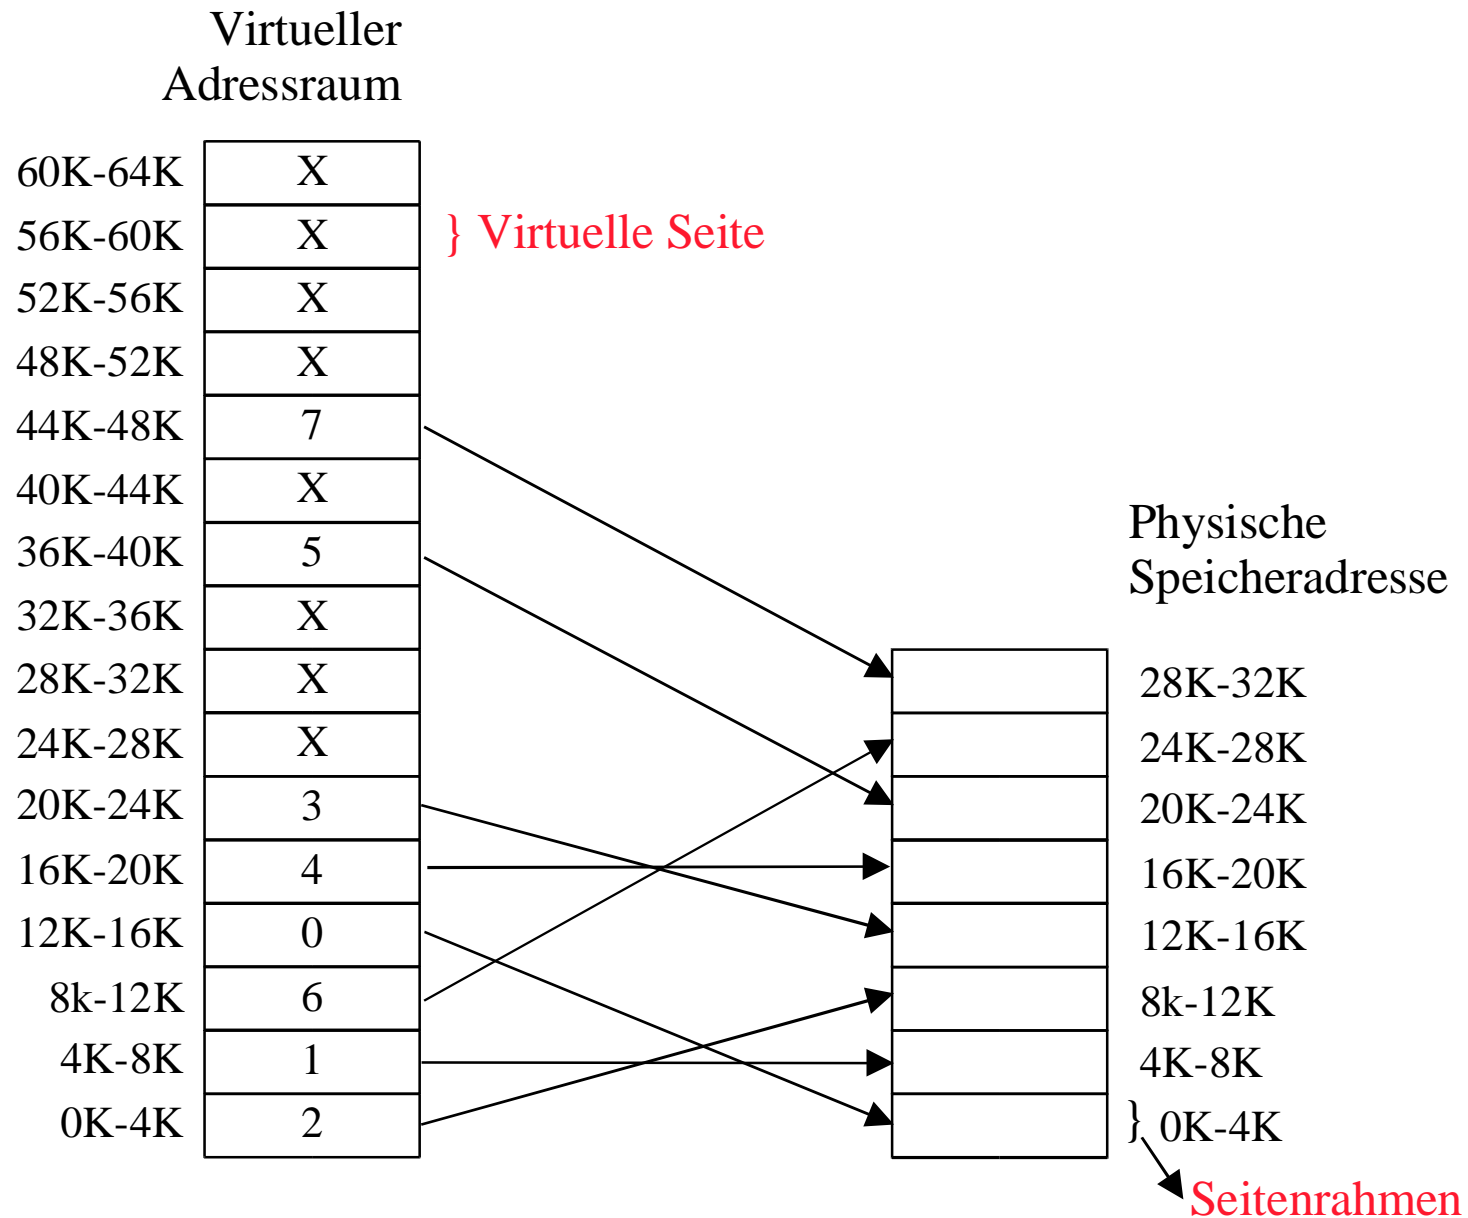 Virtueller
Adressraum
60K-64K X
56K-60K X } Virtuelle Seite
52K-56K X
48K-52K X
44K-48K 7
40K-44K X
36K-40K 5
32K-36K X
28K-32K X
24K-28K X
20K-24K 3
16K-20K 4
12K-16K 0
8k-12K 6
4K-8K 1
0K-4K 2
Physische
Speicheradresse
28K-32K
24K-28K
20K-24K
16K-20K
12K-16K
8k-12K
4K-8K
} 0K-4K
Seitenrahmen